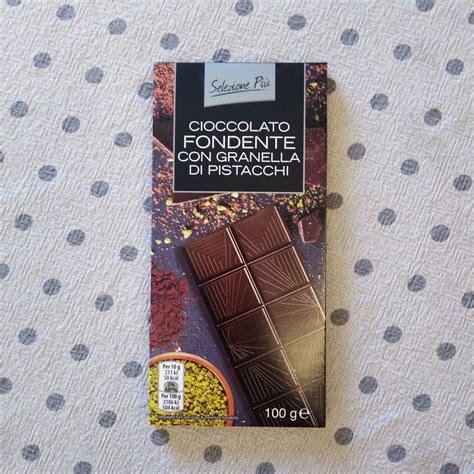 Selezione Più
CIOCCOLATO
FONDENTE
CON GRANELLA
DI PISTACCHI
Per 10 g
211 kJ
50 kcal
Per 100 g
2106 kJ
504 kcal
100 g e